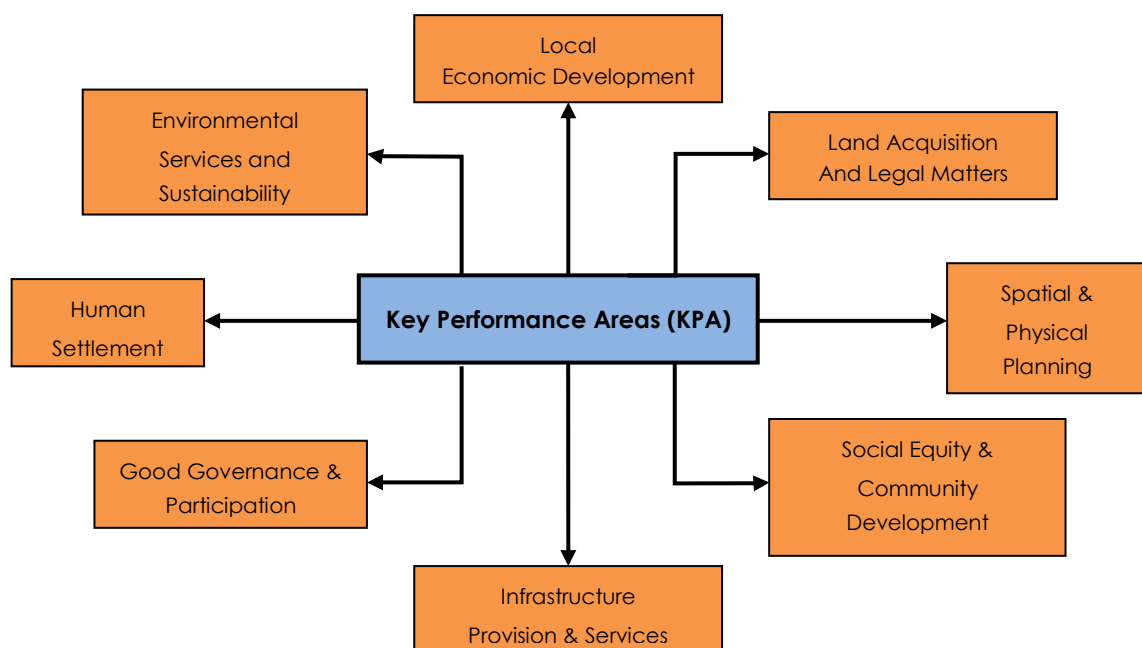 Local
Economic Development
Environmental
Services and
Sustainability
Land Acquisition
And Legal Matters
Human
Settlement
Key Performance Areas (KPA)
Spatial &
Physical
Planning
Good Governance &
Participation
Social Equity &
Community
Development
Infrastructure
Provision & Services